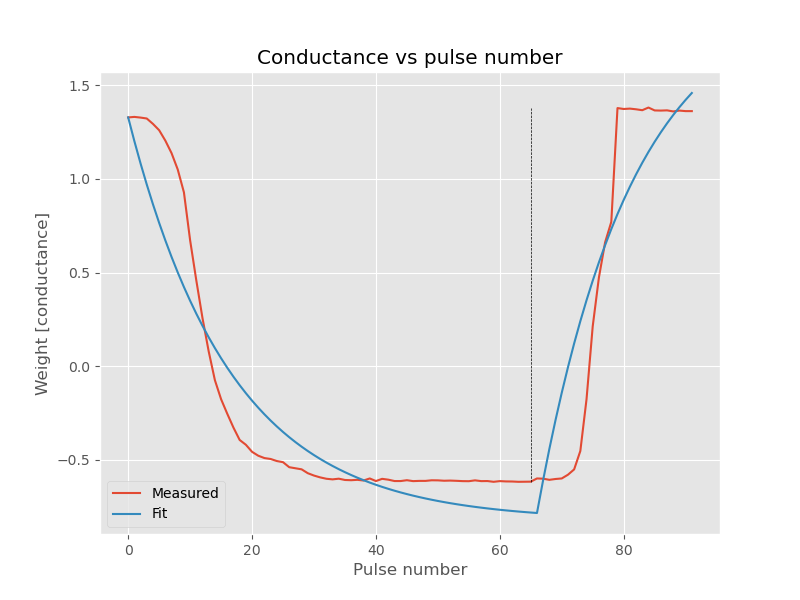 Conductance vs pulse number
Weight [conductance]
1.5
1.0
0.5
0.0
−0.5
Measured
Fit
0 20 40 60 80
Pulse number